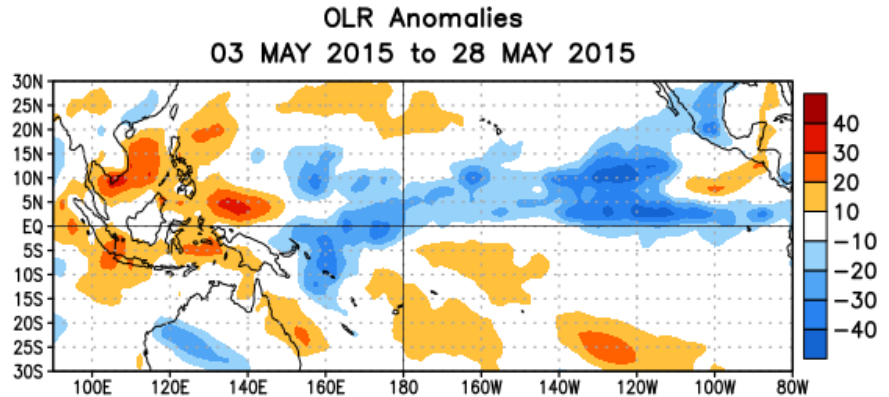 OLR Anomalies
03 MAY 2015 to 28 MAY 2015
30N
25N
20N
15N
10N
5N
EQ
5S
10S
15S
20S
25S
30S
100E 120E 140E 160E 180 160W 140W 120W 100W 80W
40
30
20
10
−10
−20
−30
−40